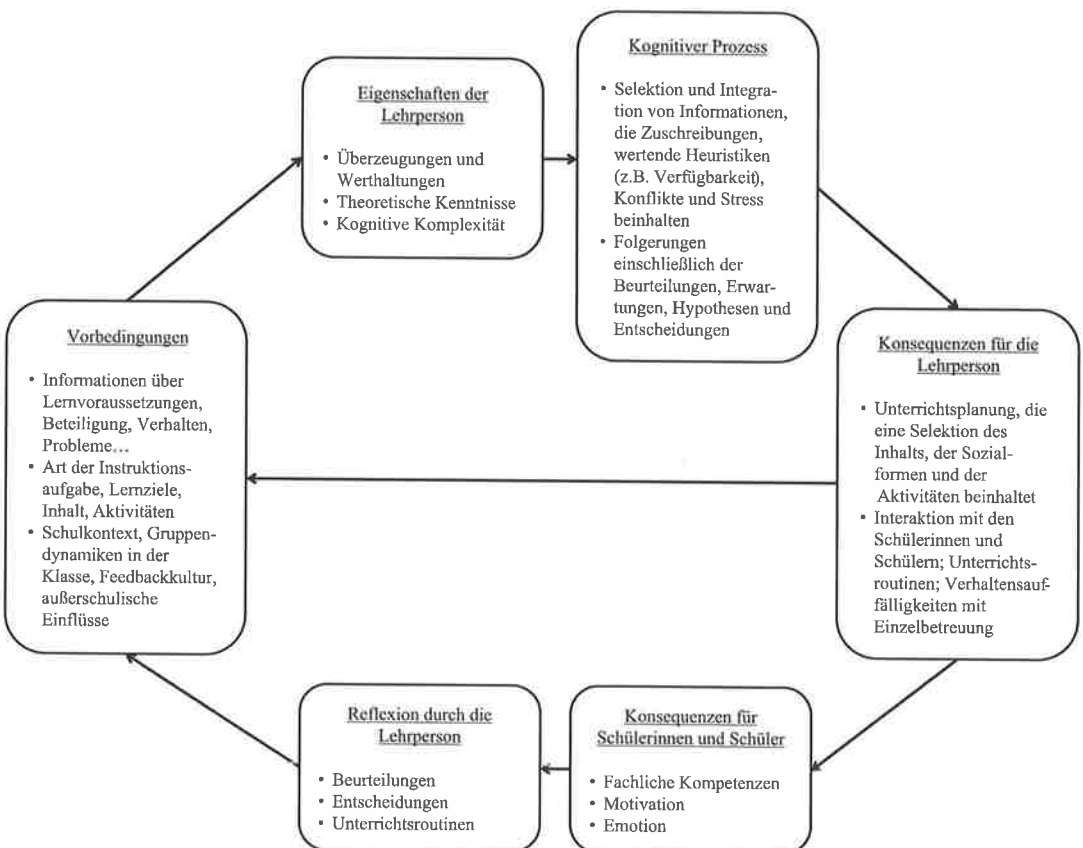 Kognitiver Prozess
• Selektion und Integra-
tion von Informationen,
die Zuschreibungen,
wertende Heuristiken
(z.B. Verfügbarkeit),
Konflikte und Stress
beinhalten
• Folgerungen
einschließlich der
Beurteilungen, Erwar-
tungen, Hypothesen und
Entscheidungen
Eigenschaften der
Lehrperson
• Überzeugungen und
Werthaltungen
• Theoretische Kenntnisse
• Kognitive Komplexität
Vorbedingungen
• Informationen über
Lernvoraussetzungen,
Beteiligung, Verhalten,
Probleme...
• Art der Instruktions-
aufgabe, Lernziele,
Inhalt, Aktivitäten
• Schulkontext, Gruppen-
dynamiken in der
Klasse, Feedbackkultur,
außerschulische
Einflüsse
Konsequenzen für die
Lehrperson
• Unterrichtsplanung, die
eine Selektion des
Inhalts, der Sozial-
formen und der
Aktivitäten beinhaltet
• Interaktion mit den
Schülerinnen und
Schülern; Unterrichts-
routinen; Verhaltensauf-
fälligkeiten mit
Einzelbetreuung
Reflexion durch die
Lehrperson
• Beurteilungen
• Entscheidungen
• Unterrichtsroutinen
Konsequenzen für
Schülerinnen und Schüler
• Fachliche Kompetenzen
• Motivation
• Emotion